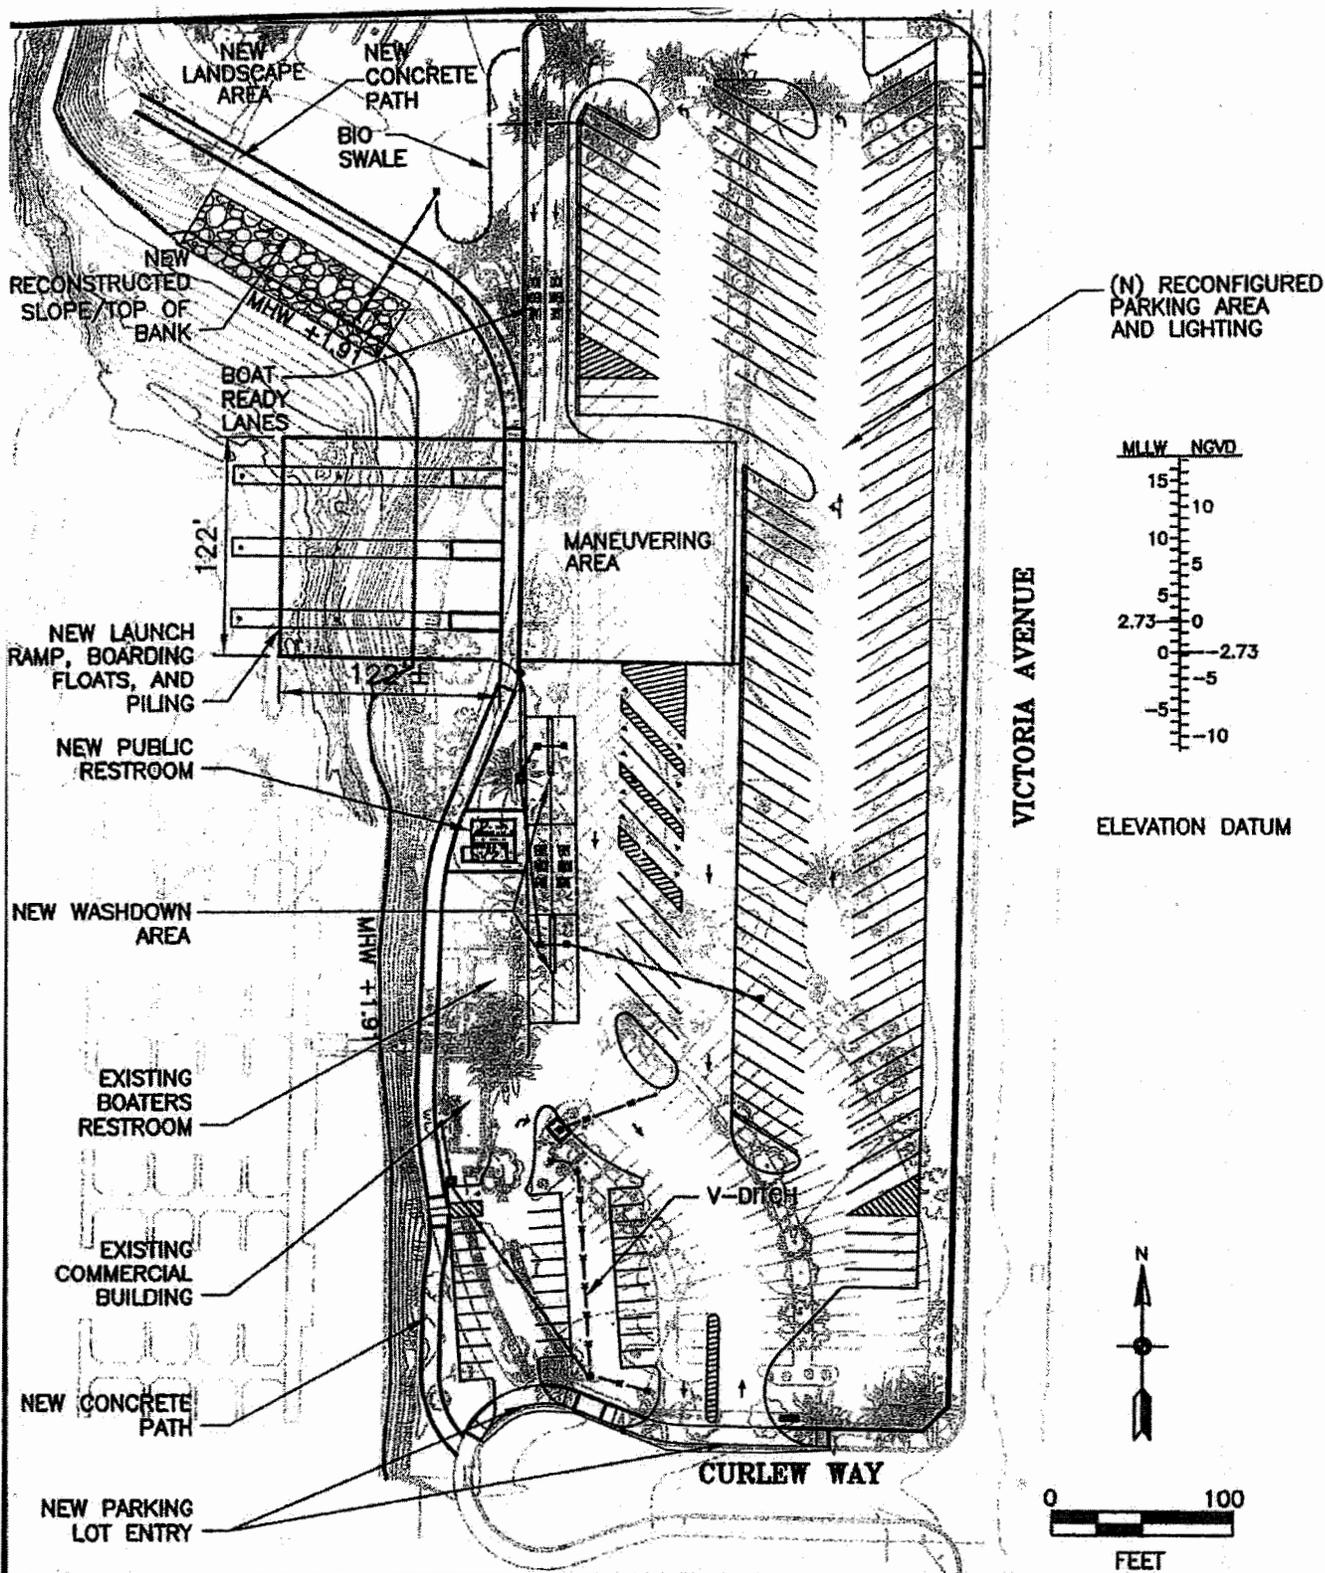 NEW
LANDSCAPE
AREA
NEW
CONCRETE
PATH
BIO
SWALE
NEW
RECONSTRUCTED
SLOPE/TOP OF
BANK
MHW +1.91
BOAT
READY
LANES
(N) RECONFIGURED
PARKING AREA
AND LIGHTING
122'
MANEUVERING
AREA
MLLW NGVD
15
10
10
5
5
2.73 0
0 -2.73
-5
-5
-10
ELEVATION DATUM
VICTORIA AVENUE
NEW LAUNCH
RAMP, BOARDING
FLOATS, AND
PILING
122'±
NEW PUBLIC
RESTROOM
NEW WASHDOWN
AREA
MHW +1.91
EXISTING
BOATERS
RESTROOM
V-DITCH
EXISTING
COMMERCIAL
BUILDING
NEW CONCRETE
PATH
CURLEW WAY
NEW PARKING
LOT ENTRY
N
0 100
FEET